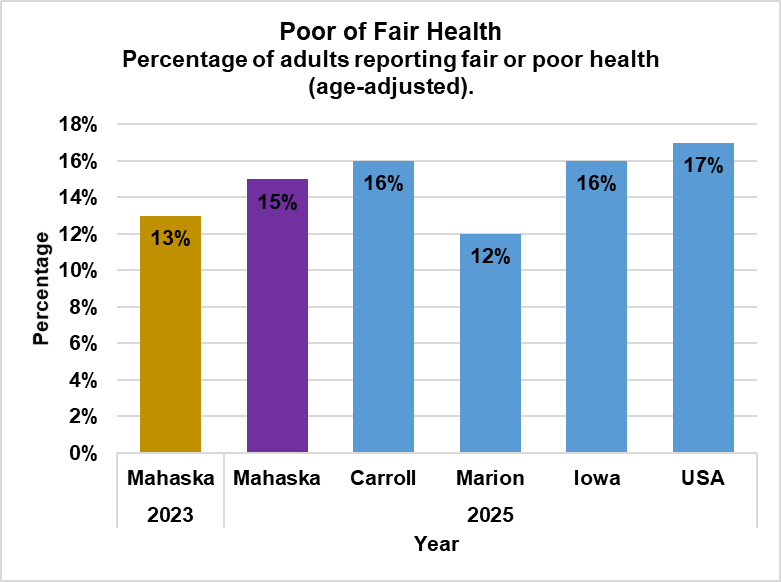 Poor of Fair Health
Percentage of adults reporting fair or poor health
(age-adjusted).
18%
16%
14%
12%
10%
8%
6%
4%
2%
0%
Percentage
13%
15%
16%
12%
16%
17%
Mahaska
Mahaska
Carroll
Marion
Iowa
USA
2023
2025
Year